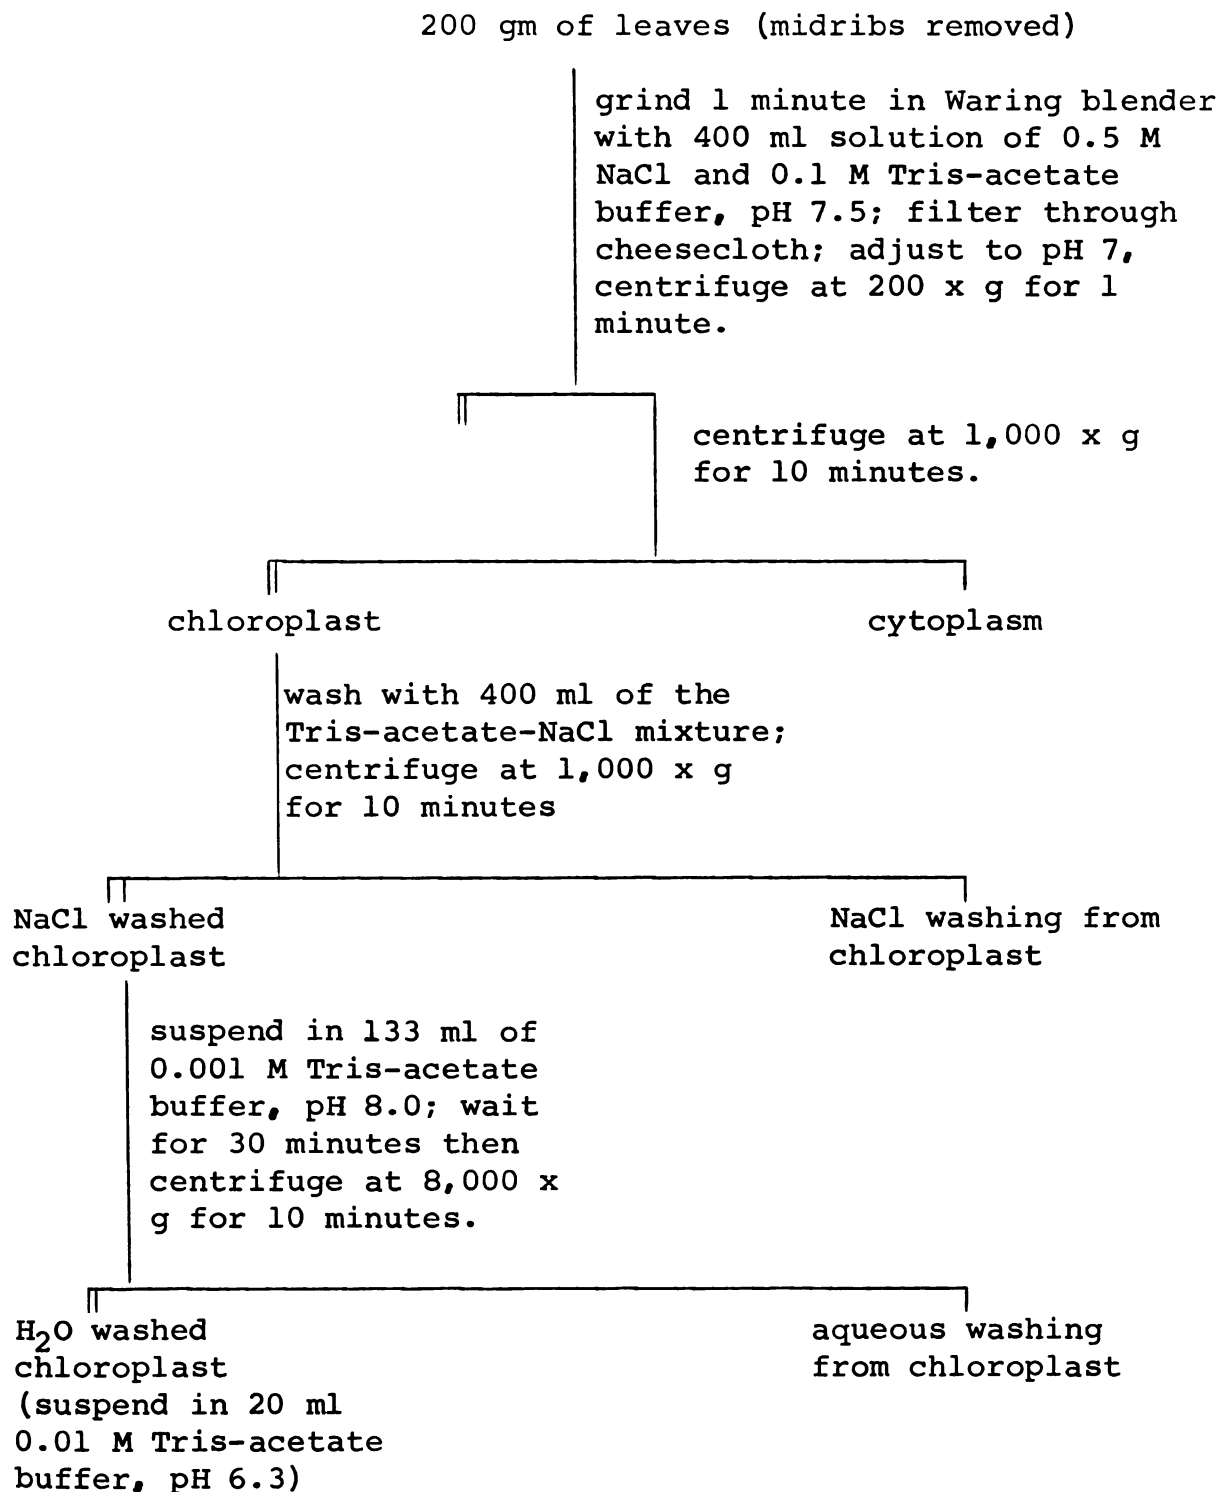 200 gm of leaves (midribs removed)
grind 1 minute in Waring blender
with 400 ml solution of 0.5 M
NaCl and 0.1 M Tris-acetate
buffer, pH 7.5; filter through
cheesecloth; adjust to pH 7,
centrifuge at 200 x g for 1
minute.
centrifuge at 1,000 x g
for 10 minutes.
chloroplast
cytoplasm
wash with 400 ml of the
Tris-acetate-NaCl mixture;
centrifuge at 1,000 x g
for 10 minutes
NaCl washed
chloroplast
NaCl washing from
chloroplast
suspend in 133 ml of
0.001 M Tris-acetate
buffer, pH 8.0; wait
for 30 minutes then
centrifuge at 8,000 x
g for 10 minutes.
H₂O washed
chloroplast
(suspend in 20 ml
0.01 M Tris-acetate
buffer, pH 6.3)
aqueous washing
from chloroplast